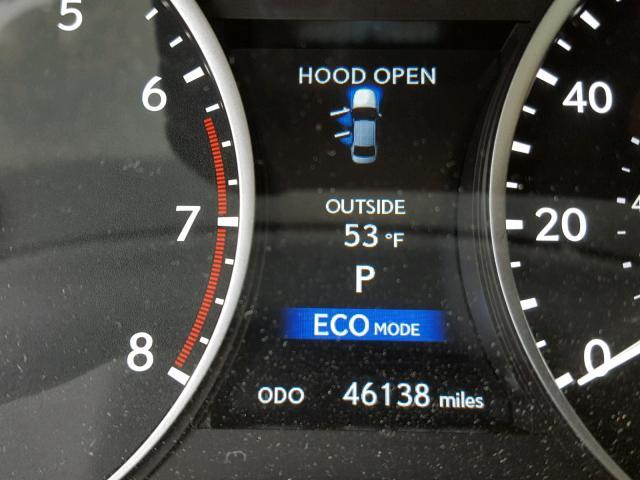 5
6
7
8
HOOD OPEN
OUTSIDE
53 °F
P
ECO MODE
ODO 46138 miles
40
20
0